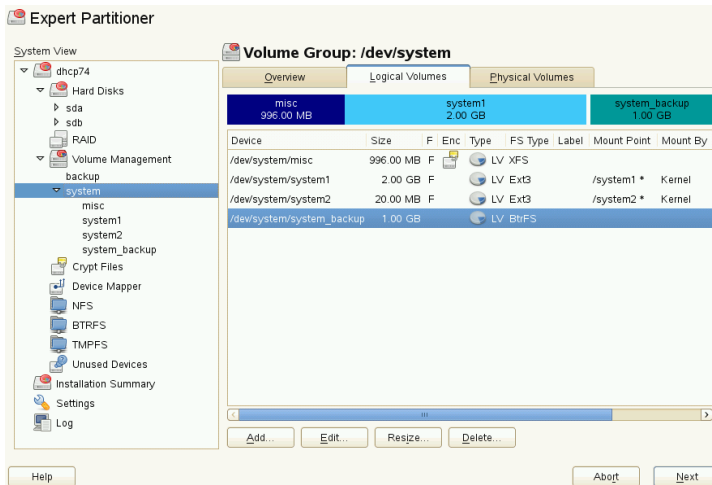 Expert Partitioner
System View
dhcp74
Hard Disks
sda
sdb
RAID
Volume Management
backup
system
misc
system1
system2
system_backup
Crypt Files
Device Mapper
NFS
BTRFS
TMPFS
Unused Devices
Installation Summary
Settings
Log
Volume Group: /dev/system
Overview Logical Volumes Physical Volumes
misc system1 system_backup
996.00 MB 2.00 GB 1.00 GB
Device Size F Enc Type FS Type Label Mount Point Mount By
/dev/system/misc 996.00 MB F LV XFS
/dev/system/system1 2.00 GB F LV Ext3 /system1 * Kernel
/dev/system/system2 20.00 MB F LV Ext3 /system2 * Kernel
/dev/system/system_backup 1.00 GB LV BtrFS
Add... Edit... Resize... Delete...
Help Abort Next